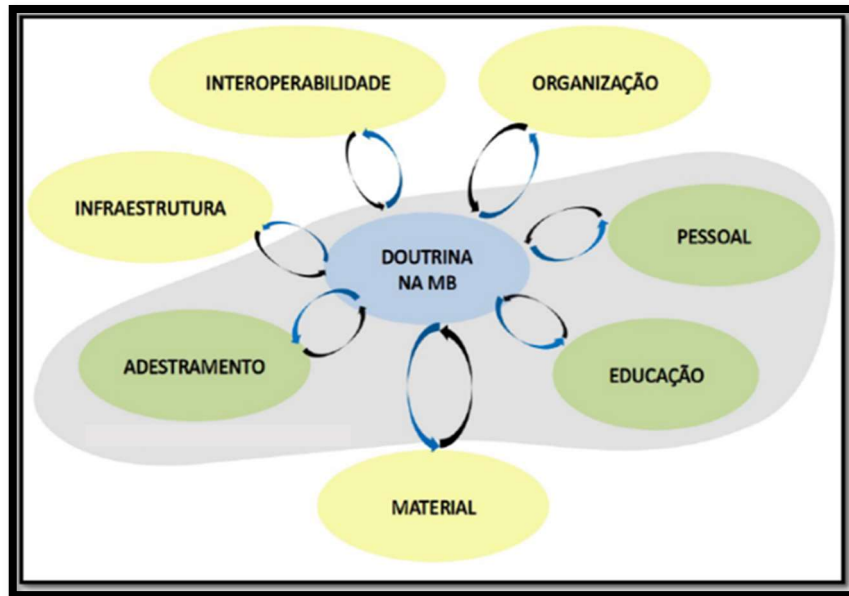 INTEROPERABILIDADE
ORGANIZAÇÃO
INFRAESTRUTURA
PESSOAL
DOUTRINA
NA MB
ADESTRAMENTO
EDUCAÇÃO
MATERIAL